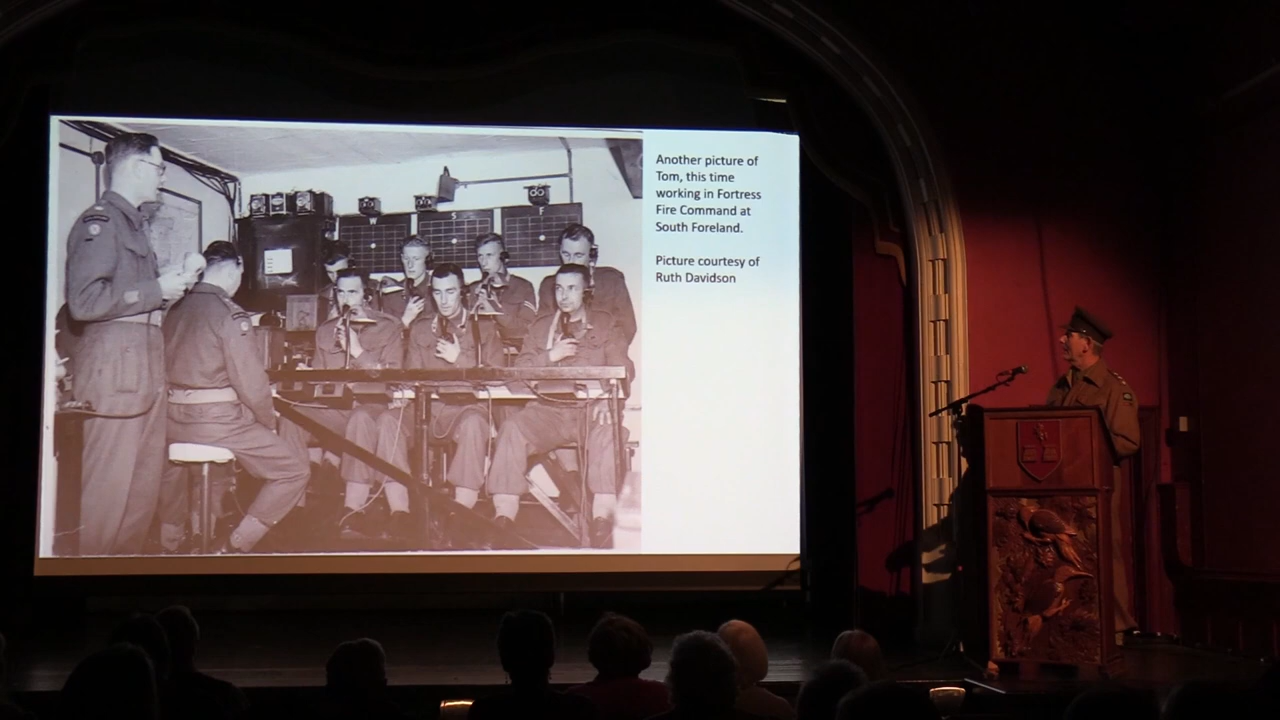 W S F
Another picture of
Tom, this time
working in Fortress
Fire Command at
South Foreland.
Picture courtesy of
Ruth Davidson